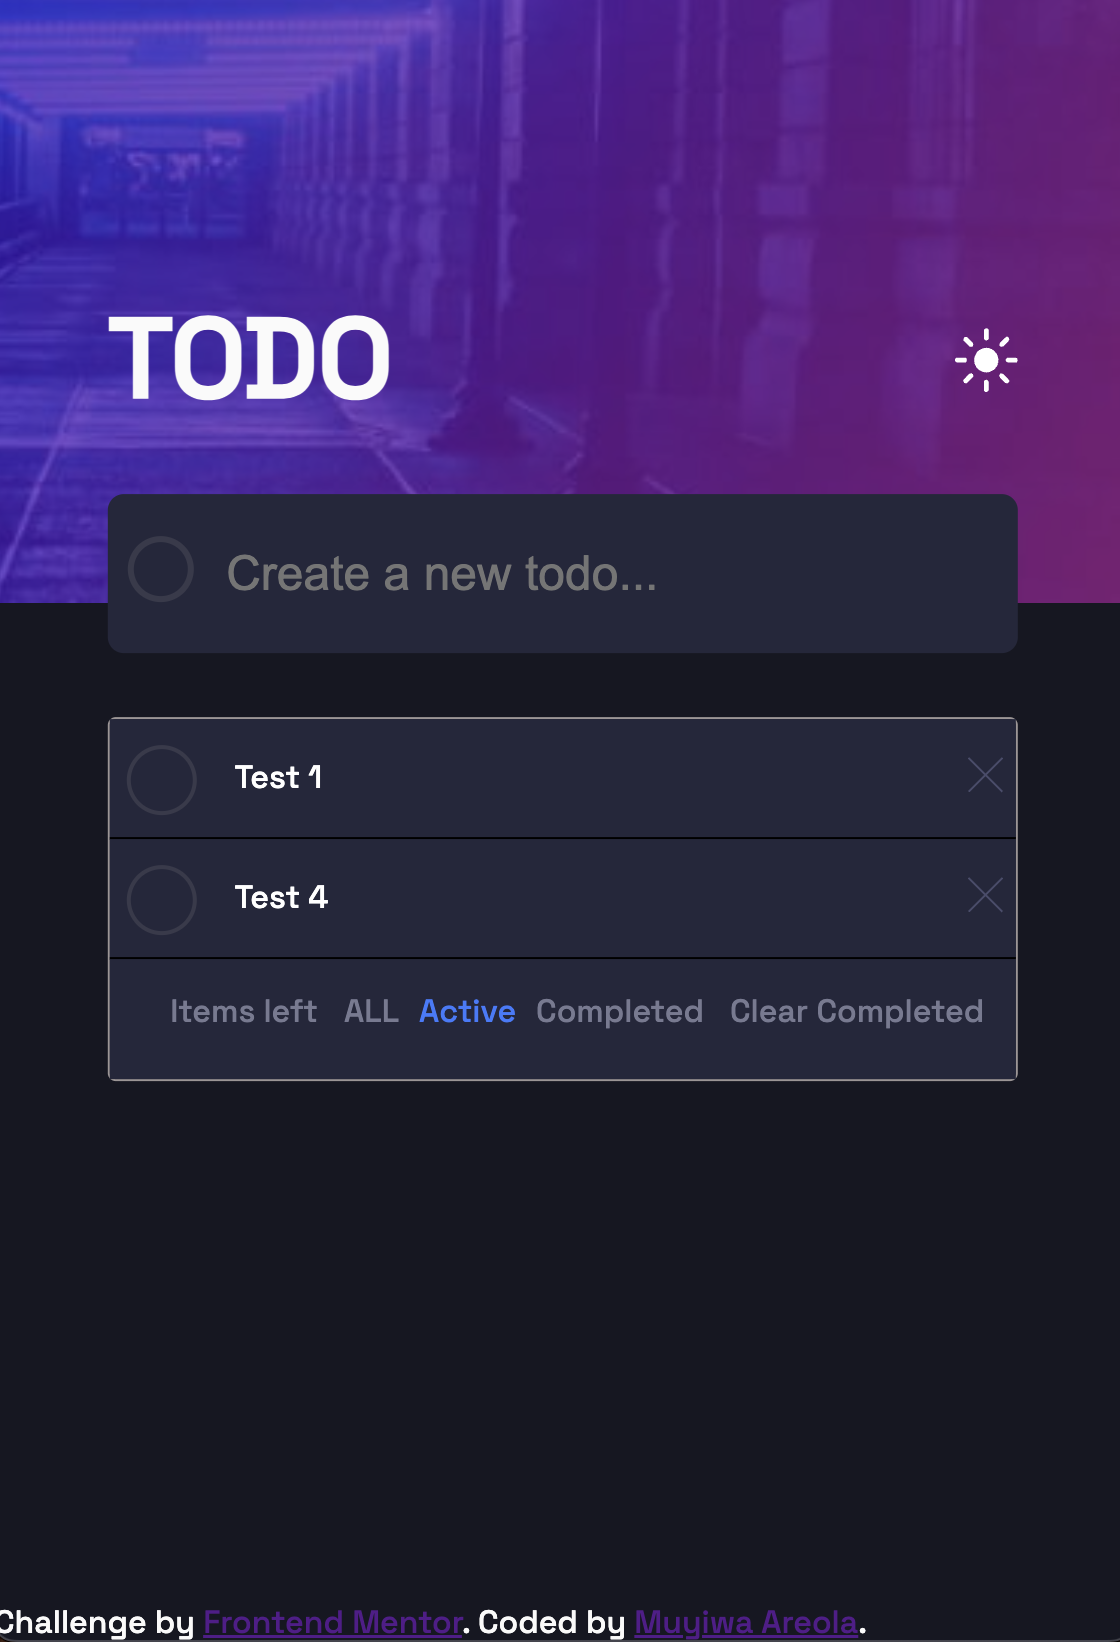 TODO
Create a new todo...
Test 1
Test 4
Items left ALL Active Completed Clear Completed
Challenge by Frontend Mentor. Coded by Muyiwa Areola.